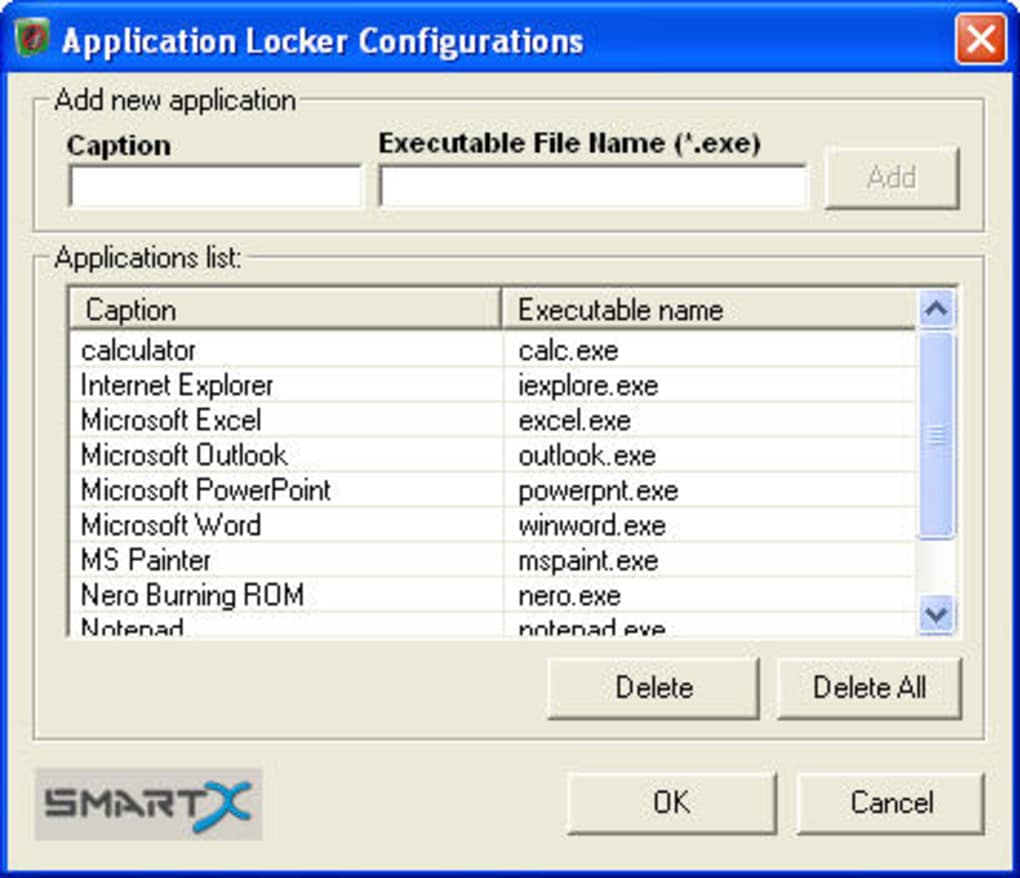 Application Locker Configurations
Add new application
Caption Executable File Name (*.exe)
Add
Applications list:
Caption Executable name
calculator calc.exe
Internet Explorer iexplore.exe
Microsoft Excel excel.exe
Microsoft Outlook outlook.exe
Microsoft PowerPoint powerpnt.exe
Microsoft Word winword.exe
MS Painter mspaint.exe
Nero Burning ROM nero.exe
Notepad notepad.exe
Delete Delete All
SMARTX OK Cancel